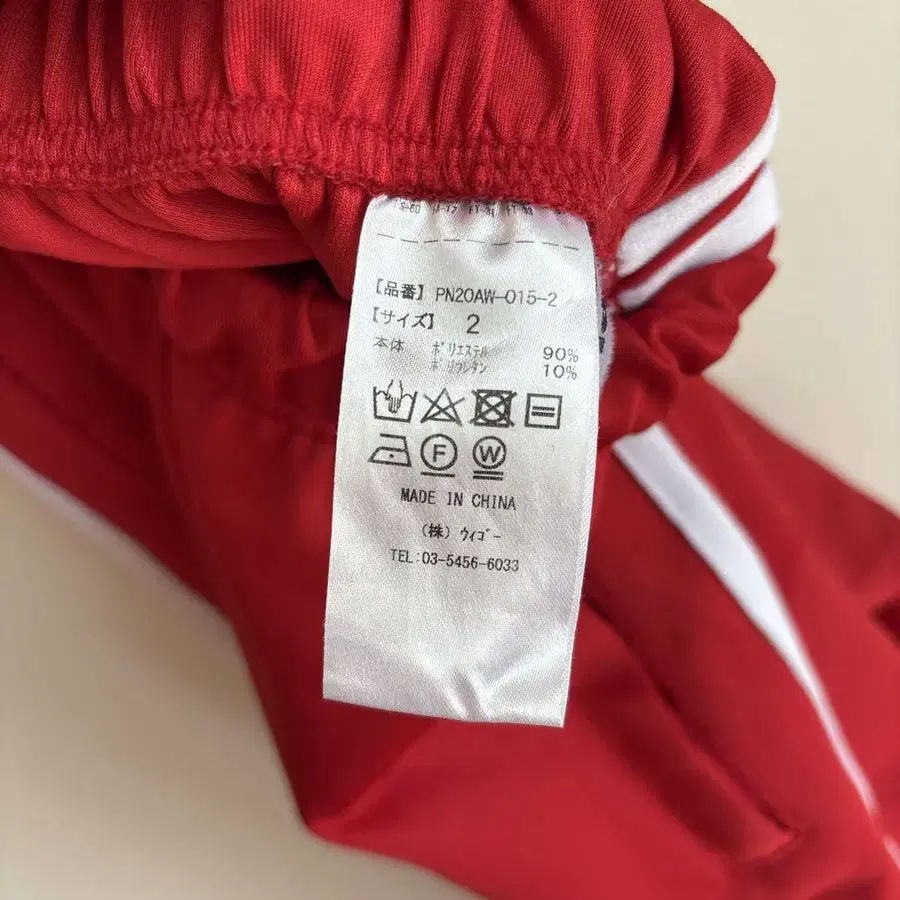 【品番】 PN20AW-015-2
【サイズ】 2
本体 ポリエステル 90%
ポリウレタン 10%
F W
MADE IN CHINA
(株) ウィゴー
TEL:03-5456-6033